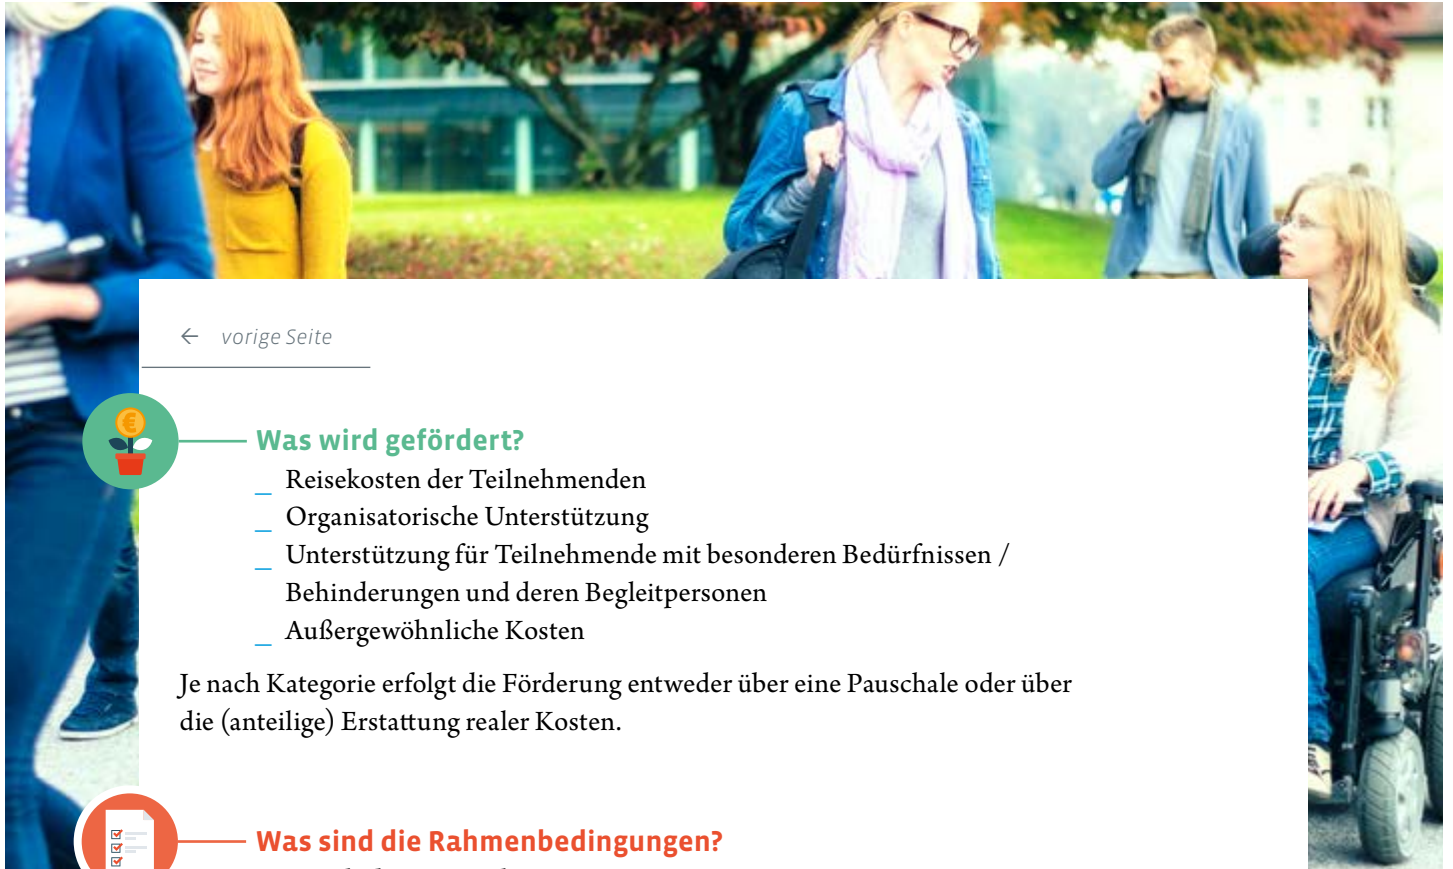 ← vorige Seite
Was wird gefördert?
_ Reisekosten der Teilnehmenden
_ Organisatorische Unterstützung
_ Unterstützung für Teilnehmende mit besonderen Bedürfnissen /
Behinderungen und deren Begleitpersonen
_ Außergewöhnliche Kosten
Je nach Kategorie erfolgt die Förderung entweder über eine Pauschale oder über
die (anteilige) Erstattung realer Kosten.
Was sind die Rahmenbedingungen?